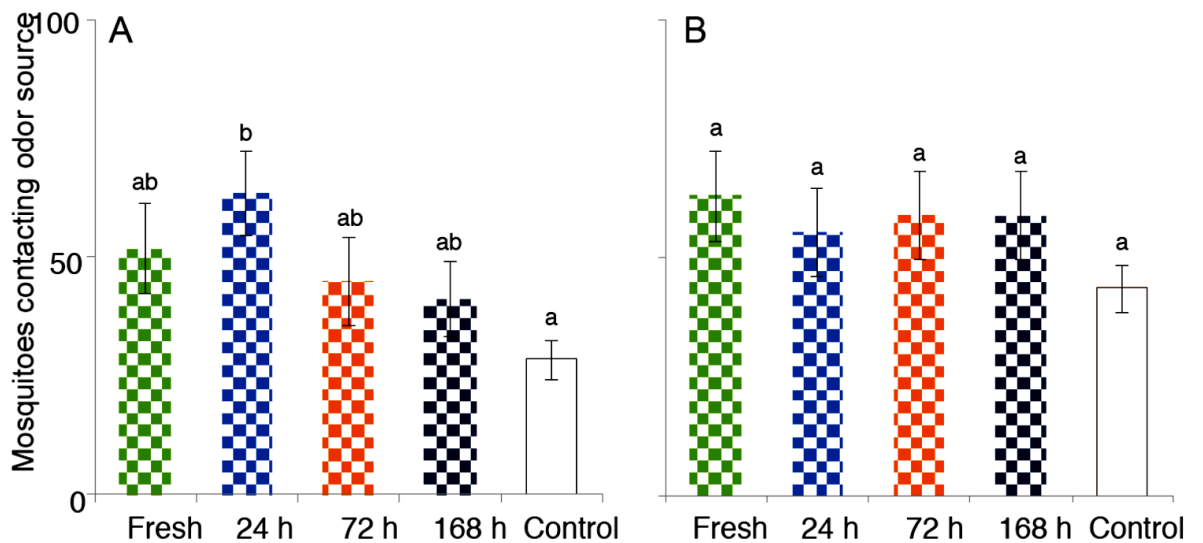 Mosquitoes contacting odor source
100
50
0
A
ab
b
ab
ab
a
Fresh 24 h 72 h 168 h Control
B
a
a
a
a
a
Fresh 24 h 72 h 168 h Control